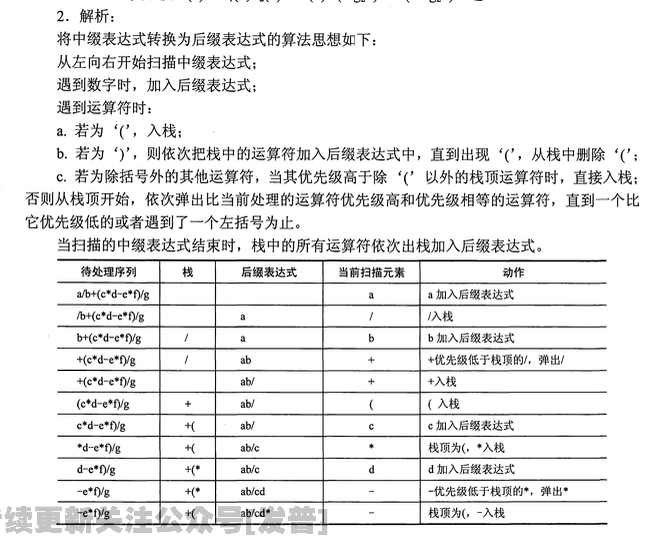 2. 解析:
将中缀表达式转换为后缀表达式的算法思想如下:
从左向右开始扫描中缀表达式;
遇到数字时,加入后缀表达式;
遇到运算符时:
a. 若为‘(’,入栈;
b. 若为‘)’,则依次把栈中的运算符加入后缀表达式中,直到出现‘(’,从栈中删除‘(’;
c. 若为除括号外的其他运算符,当其优先级高于除‘(’以外的栈顶运算符时,直接入栈;
否则从栈顶开始,依次弹出比当前处理的运算符优先级高和优先级相等的运算符,直到一个比
它优先级低的或者遇到了一个左括号为止。
当扫描的中缀表达式结束时,栈中的所有运算符依次出栈加入后缀表达式。
待处理序列 栈 后缀表达式 当前扫描元素 动作
a/b+(c*d-e*f)/g a a加入后缀表达式
/b+(c*d-e*f)/g a / /入栈
b+(c*d-e*f)/g / a b b加入后缀表达式
+(c*d-e*f)/g / ab + +优先级低于栈顶的/,弹出/
+(c*d-e*f)/g ab/ + +入栈
(c*d-e*f)/g + ab/ ( ( 入栈
c*d-e*f)/g +( ab/ c c加入后缀表达式
*d-e*f)/g +( ab/c * 栈顶为(,*入栈
d-e*f)/g +(* ab/c d d加入后缀表达式
-e*f)/g +(* ab/cd - -优先级低于栈顶的*,弹出*
-e*f)/g +( ab/cd* - 栈顶为(,-入栈
续更新关注公众号[发普]